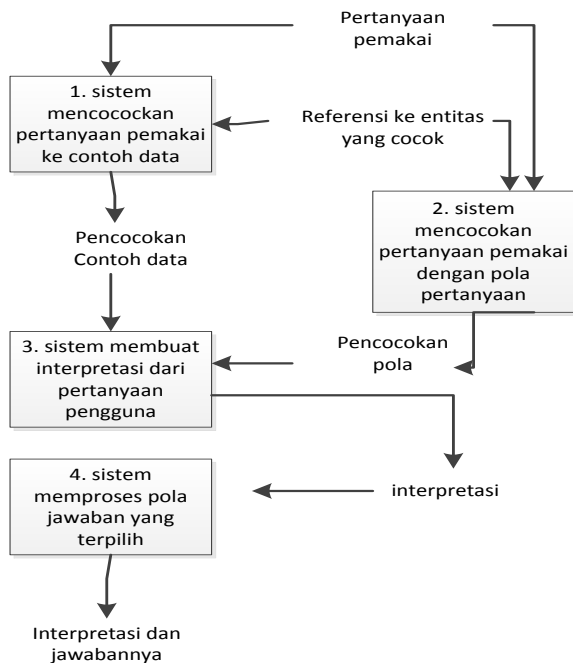 Pertanyaan
pemakai
1. sistem
mencocockan
pertanyaan pemakai
ke contoh data
Referensi ke entitas
yang cocok
2. sistem
mencocokan
pertanyaan pemakai
dengan pola
pertanyaan
Pencocokan
Contoh data
3. sistem membuat
interpretasi dari
pertanyaan
pengguna
Pencocokan
pola
4. sistem
memproses pola
jawaban yang
terpilih
interpretasi
Interpretasi dan
jawabannya